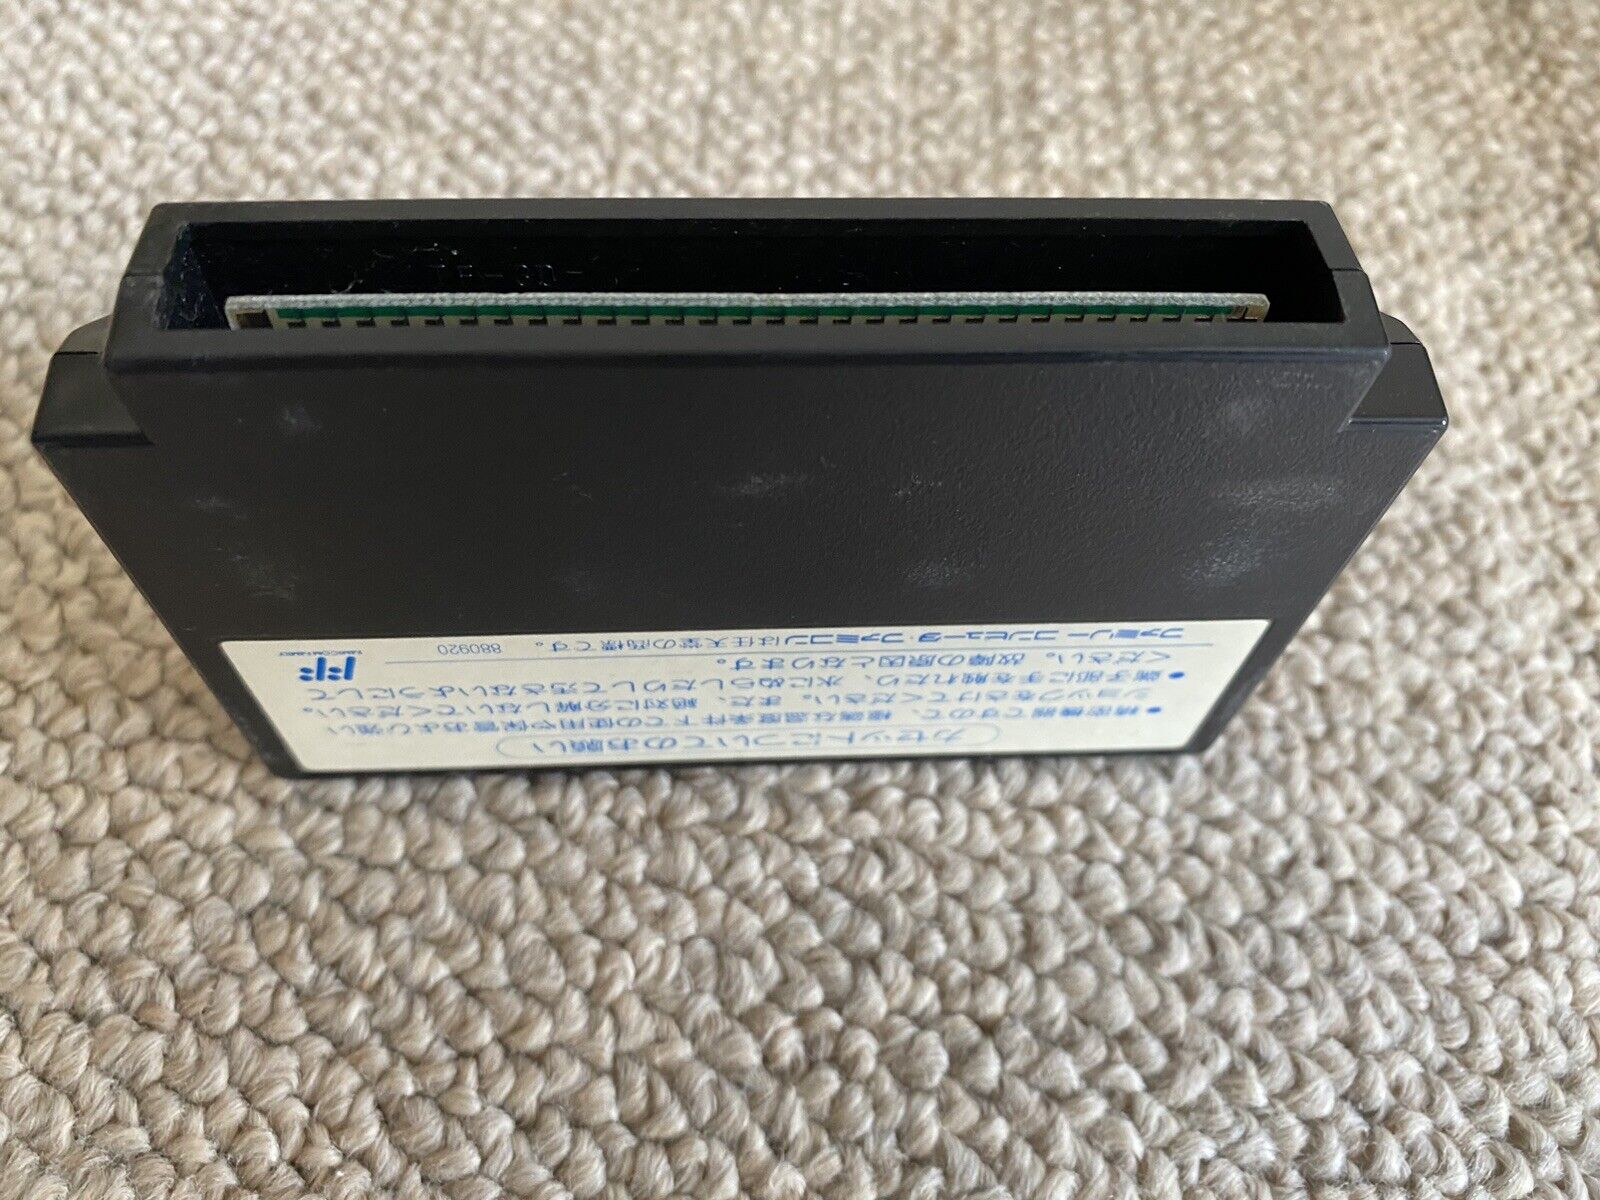 カセットについてのお願い
●精密機器ですので、極端な温度条件下での使用や保管および強い
ショックをさけてください。また、絶対に分解しないでください。
●端子部に手を触れたり、水にぬらしたりして汚さないようにして
ください。故障の原因となります。
ファミリーコンピュータ・ファミコンは任天堂の商標です。 880920
FF
FAMICOM FAMILY